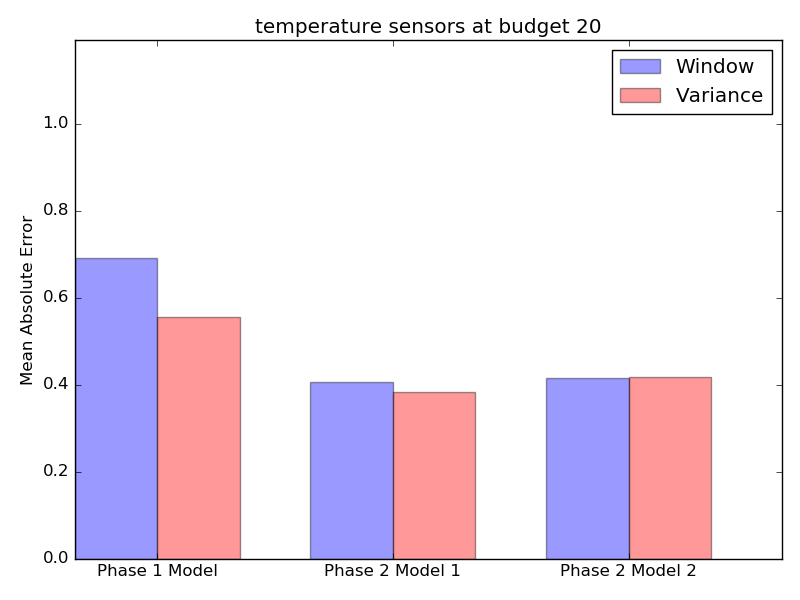 temperature sensors at budget 20
Window
Variance
Mean Absolute Error
1.0
0.8
0.6
0.4
0.2
0.0
Phase 1 Model
Phase 2 Model 1
Phase 2 Model 2